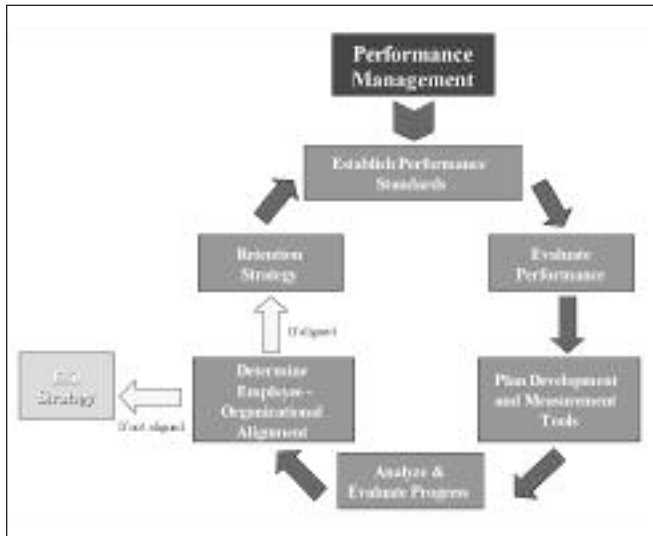 Performance
Management
Establish Performance
Standards
Evaluate
Performance
Plan Development
and Measurement
Tools
Analyze &
Evaluate Progress
Determine
Employee–
Organizational
Alignment
If aligned
Retention
Strategy
If not aligned
Strategy